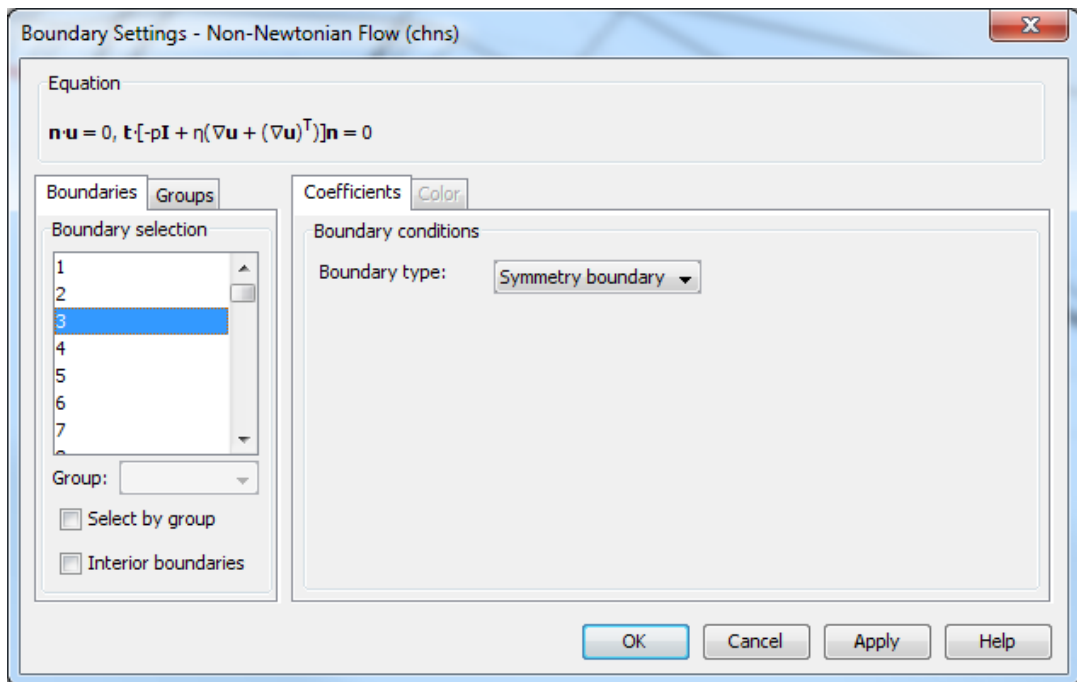 Boundary Settings - Non-Newtonian Flow (chns)
Equation
n·u = 0, t·[-pI + η(∇u + (∇u)ᵀ)]n = 0
Boundaries Groups
Coefficients Color
Boundary selection
1
2
3
4
5
6
7
Group:
Select by group
Interior boundaries
Boundary conditions
Boundary type: Symmetry boundary
OK Cancel Apply Help